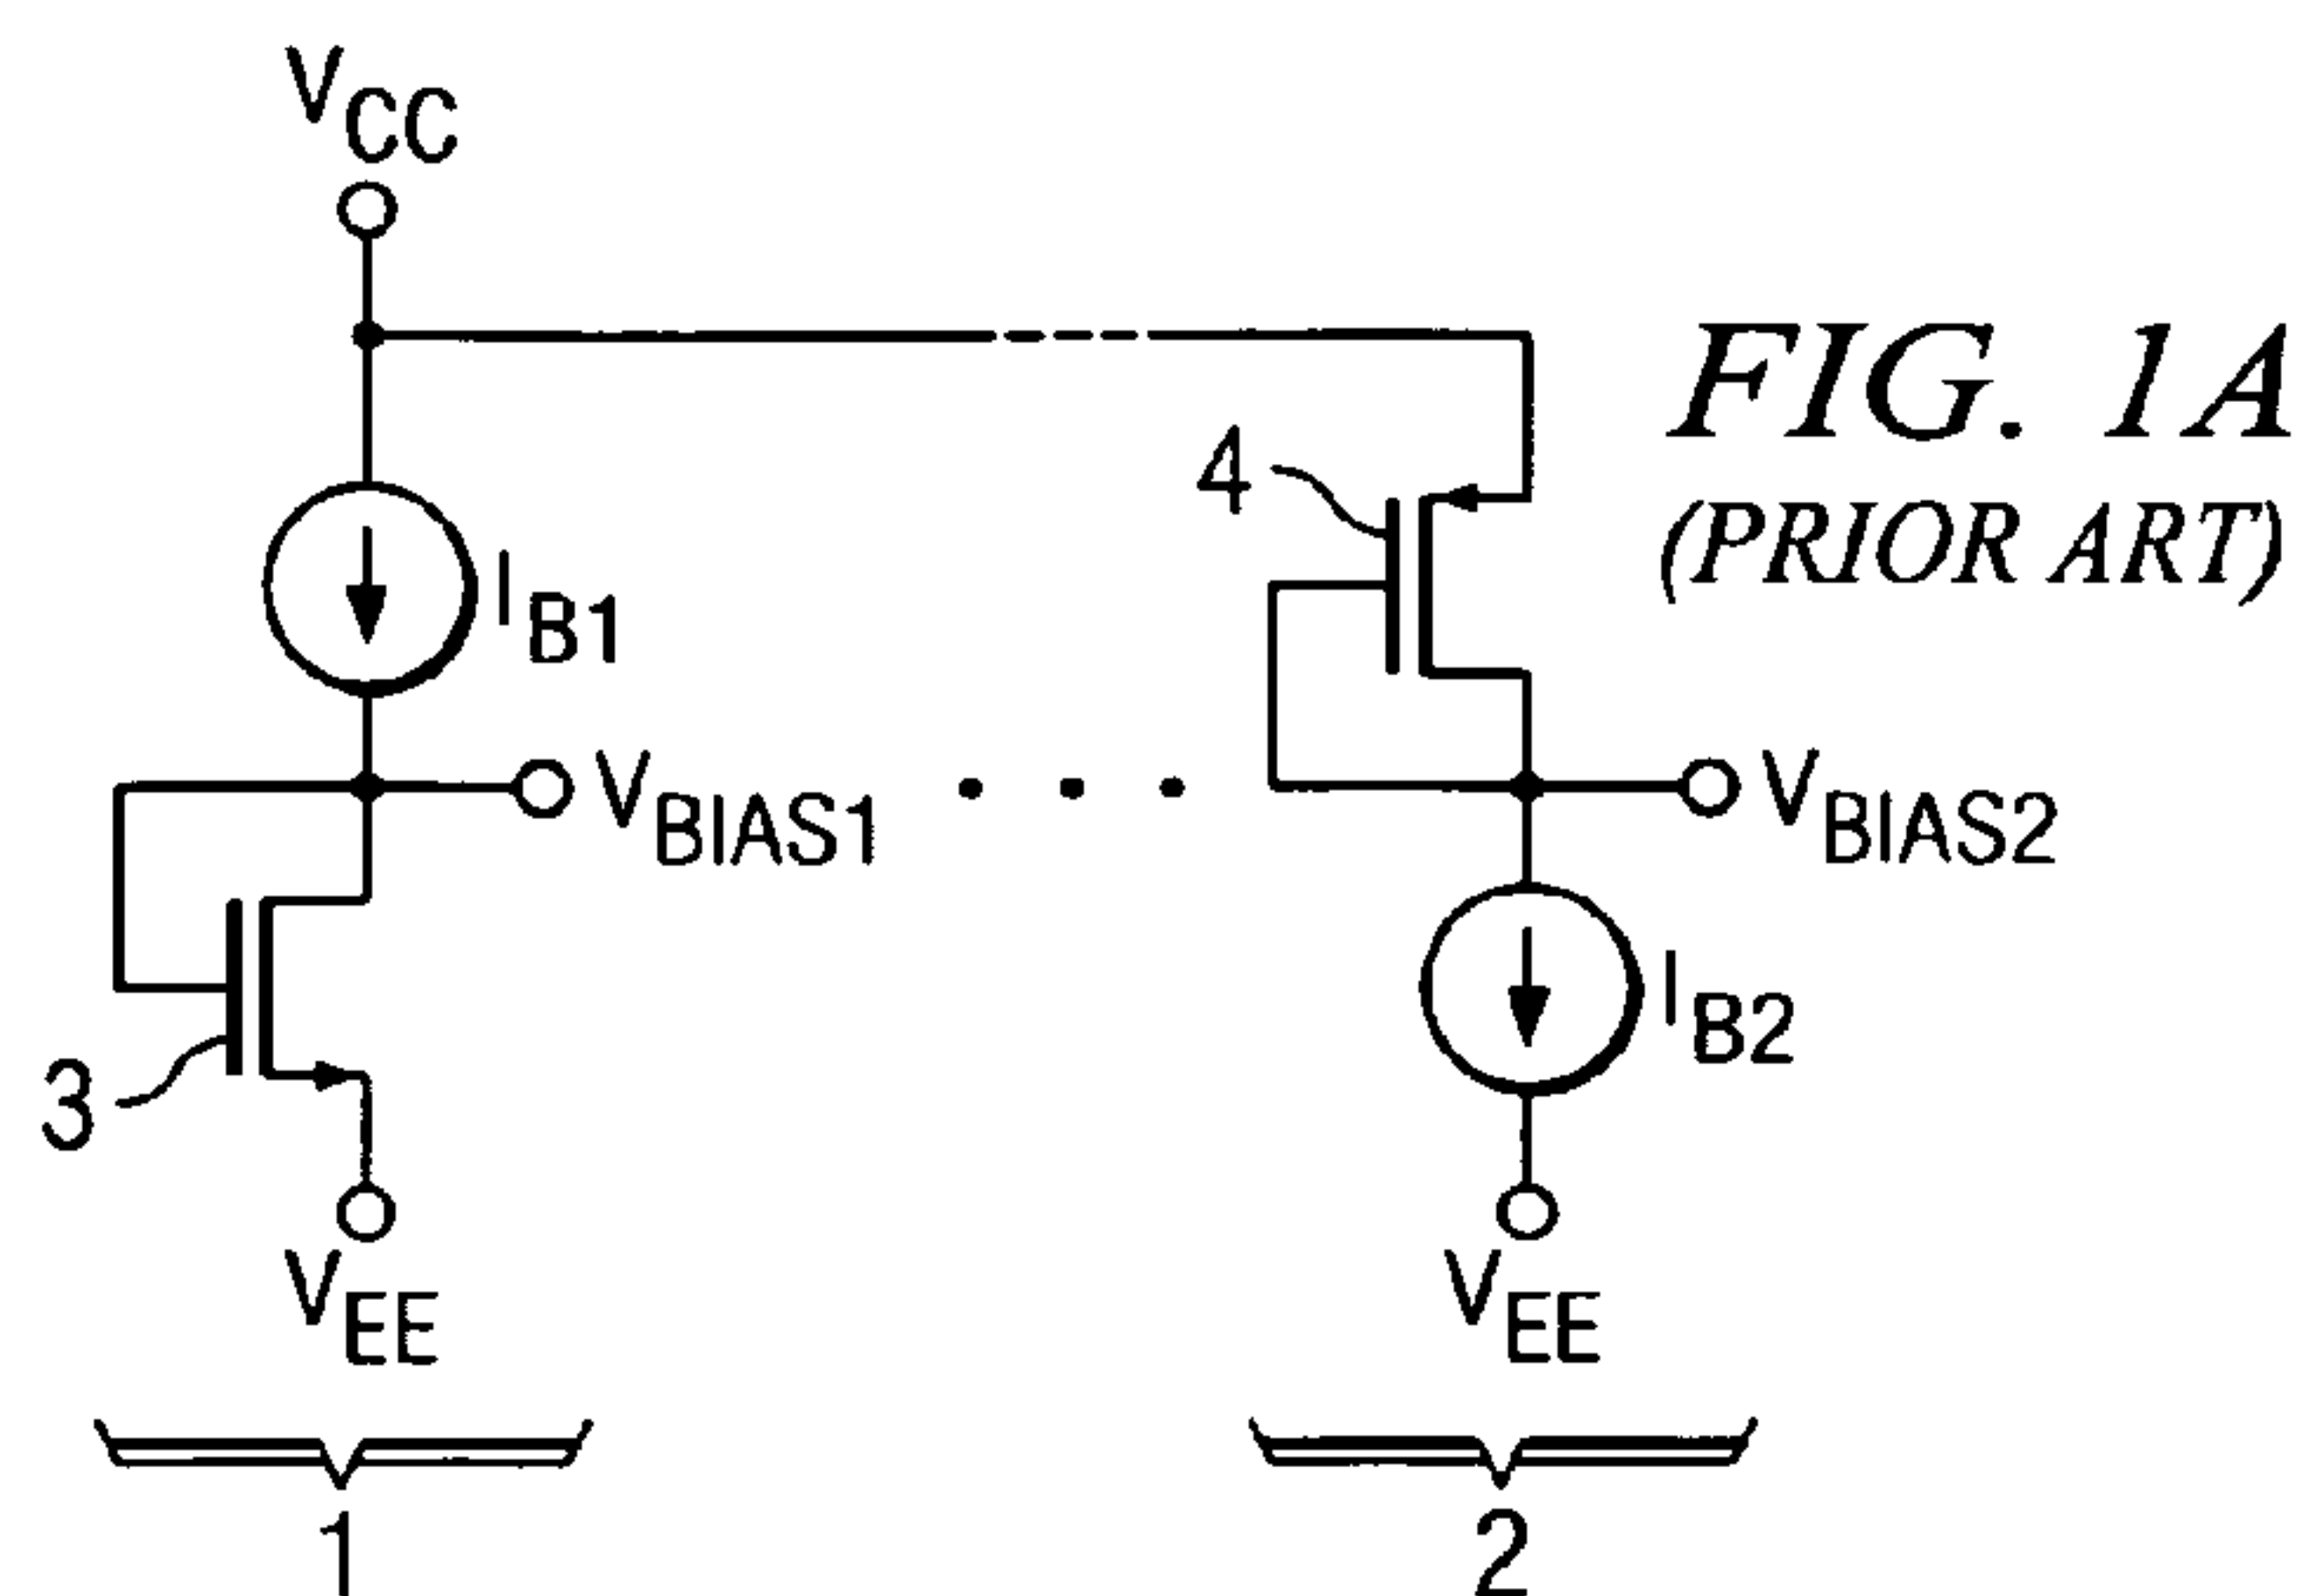 VCC
FIG. 1A
(PRIOR ART)
4
IB1
VBIAS1
VBIAS2
IB2
3
VEE
VEE
1
2